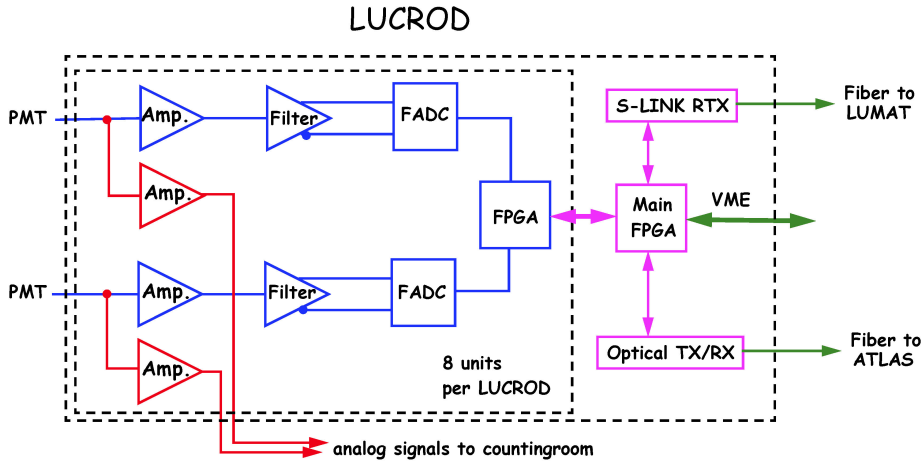 LUCROD
PMT
Amp.
Filter
FADC
S-LINK RTX
Fiber to
LUMAT
Amp.
FPGA
Main
FPGA
VME
PMT
Amp.
Filter
FADC
Amp.
8 units
per LUCROD
Optical TX/RX
Fiber to
ATLAS
analog signals to countingroom